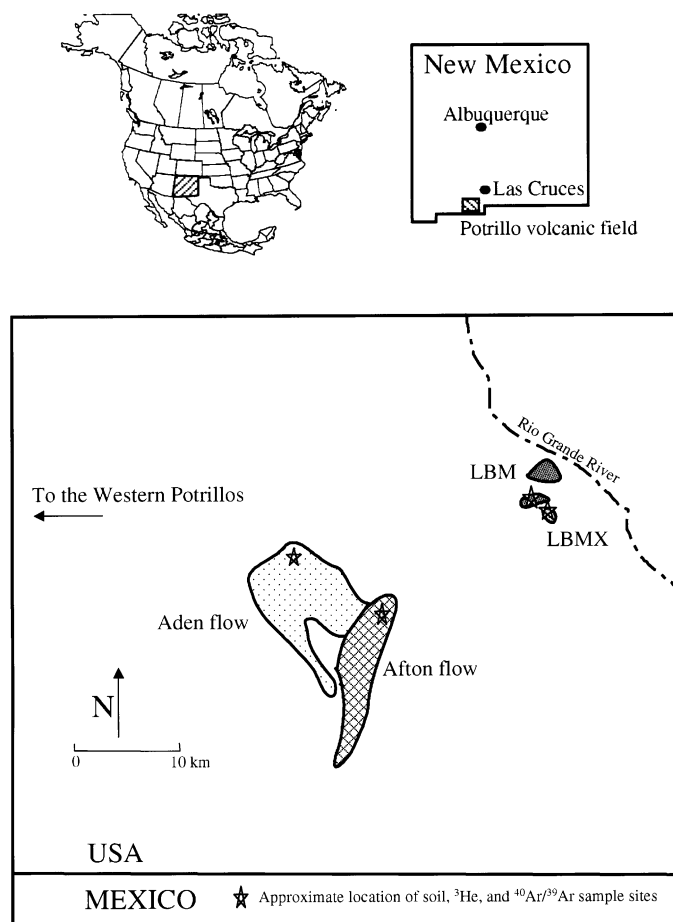 New Mexico
Albuquerque
Las Cruces
Potrillo volcanic field
Rio Grande River
LBM
To the Western Potrillos
LBMX
Aden flow
Afton flow
N
0 10 km
USA
MEXICO
Approximate location of soil, ³He, and ⁴⁰Ar/³⁹Ar sample sites